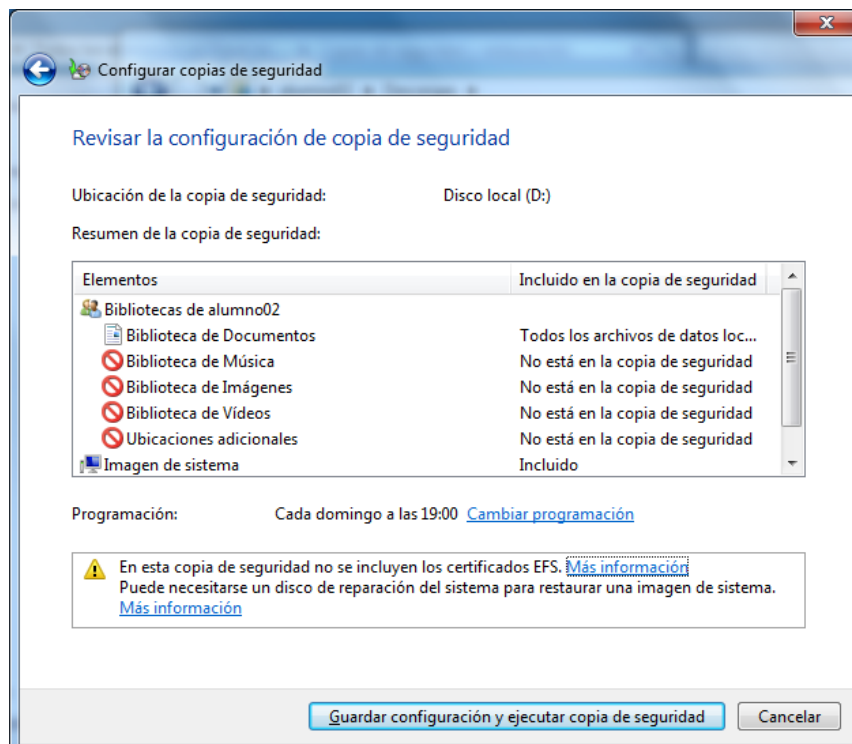 Configurar copias de seguridad
Revisar la configuración de copia de seguridad
Ubicación de la copia de seguridad: Disco local (D:)
Resumen de la copia de seguridad:
Elementos Incluido en la copia de seguridad
Bibliotecas de alumno02
Biblioteca de Documentos Todos los archivos de datos loc...
Biblioteca de Música No está en la copia de seguridad
Biblioteca de Imágenes No está en la copia de seguridad
Biblioteca de Vídeos No está en la copia de seguridad
Ubicaciones adicionales No está en la copia de seguridad
Imagen de sistema Incluido
Programación: Cada domingo a las 19:00 Cambiar programación
En esta copia de seguridad no se incluyen los certificados EFS. Más información
Puede necesitarse un disco de reparación del sistema para restaurar una imagen de sistema.
Más información
Guardar configuración y ejecutar copia de seguridad Cancelar